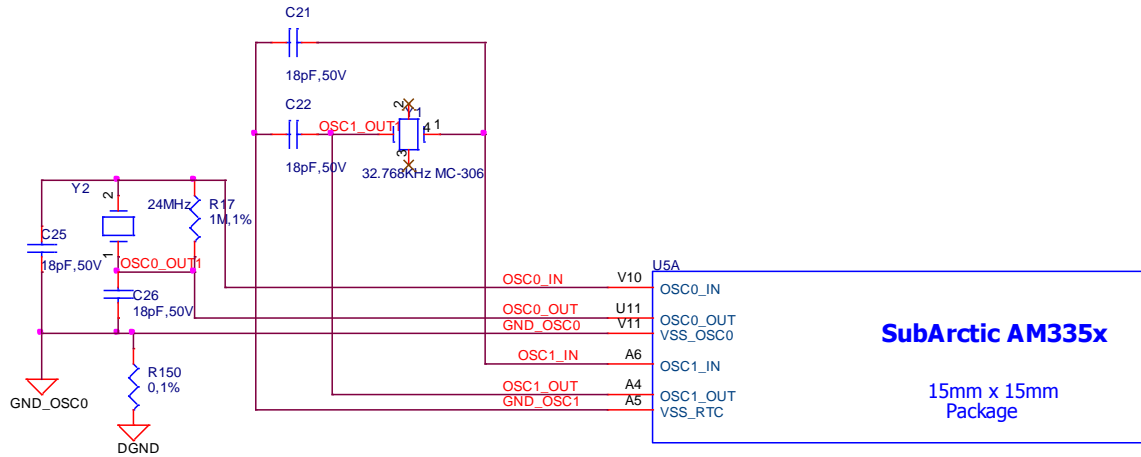 C21
18pF,50V
C22
OSC1_OUT1
2
1
4
1
3
18pF,50V
32.768KHz MC-306
Y2
2
24MHz
R17
1M,1%
C25
18pF,50V
1
OSC0_OUT1
C26
18pF,50V
U5A
OSC0_IN
V10
OSC0_IN
OSC0_OUT
U11
OSC0_OUT
GND_OSC0
V11
VSS_OSC0
SubArctic AM335x
OSC1_IN
A6
OSC1_IN
R150
0,1%
OSC1_OUT
A4
OSC1_OUT
GND_OSC1
A5
VSS_RTC
15mm x 15mm
Package
GND_OSC0
DGND